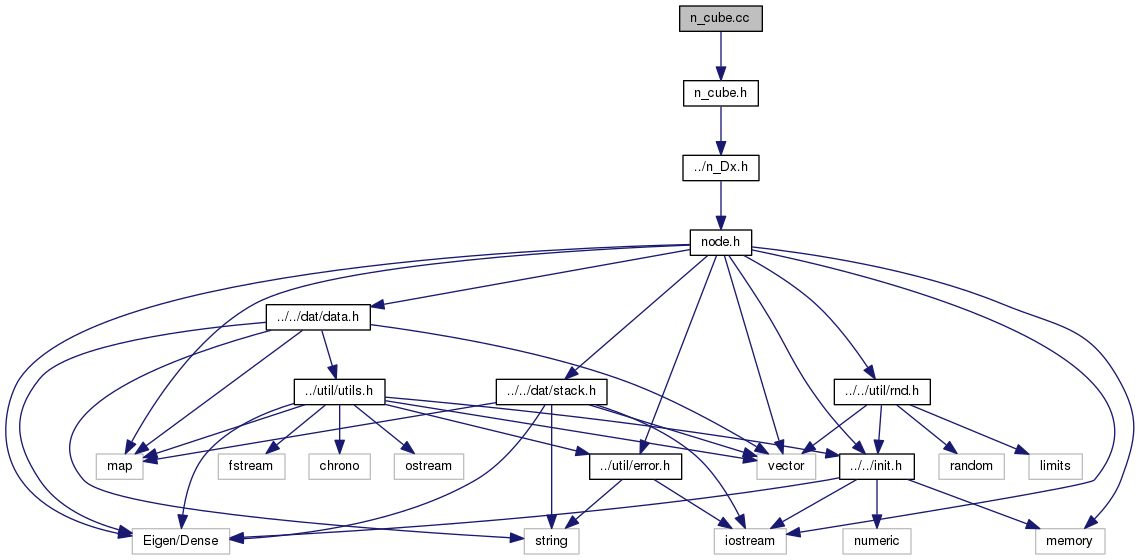 n_cube.cc
n_cube.h
../n_Dx.h
node.h
../../dat/data.h
../util/utils.h
../../dat/stack.h
../../util/rnd.h
map
fstream
chrono
ostream
../util/error.h
vector
../../init.h
random
limits
Eigen/Dense
string
iostream
numeric
memory